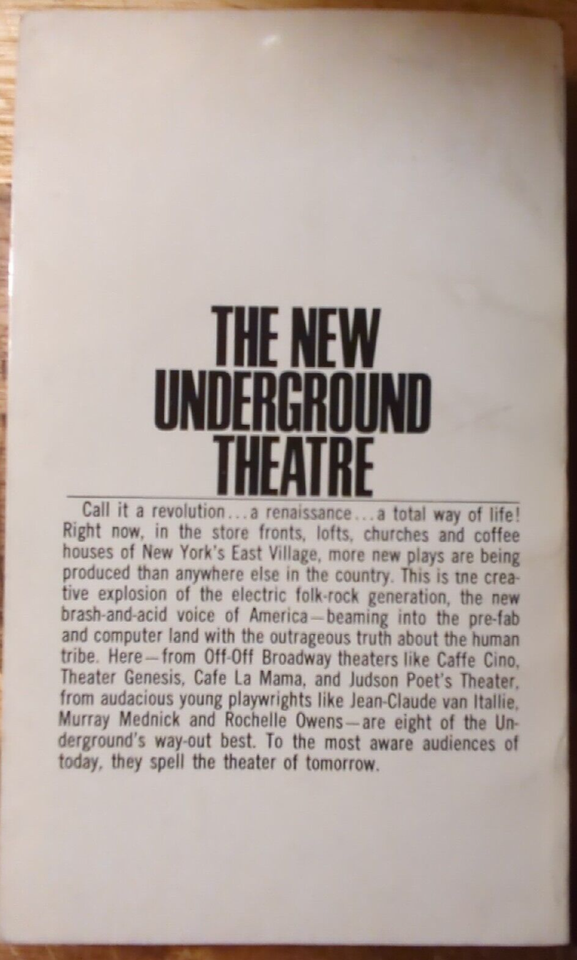 THE NEW
UNDERGROUND
THEATRE
Call it a revolution...a renaissance...a total way of life!
Right now, in the store fronts, lofts, churches and coffee
houses of New York's East Village, more new plays are being
produced than anywhere else in the country. This is tne crea-
tive explosion of the electric folk-rock generation, the new
brash-and-acid voice of America—beaming into the pre-fab
and computer land with the outrageous truth about the human
tribe. Here—from Off-Off Broadway theaters like Caffe Cino,
Theater Genesis, Cafe La Mama, and Judson Poet's Theater,
from audacious young playwrights like Jean-Claude van Itallie,
Murray Mednick and Rochelle Owens—are eight of the Un-
derground's way-out best. To the most aware audiences of
today, they spell the theater of tomorrow.